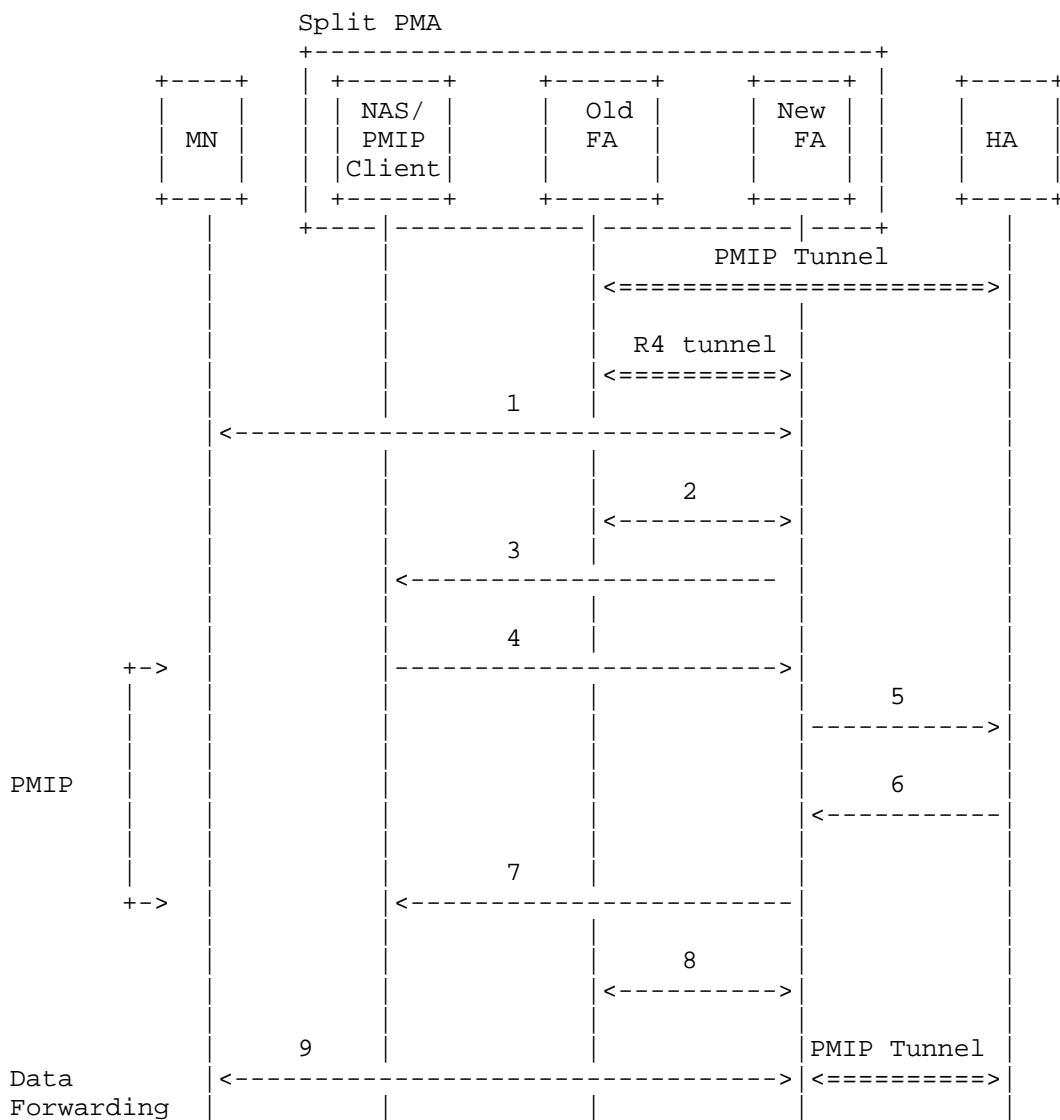 Split PMA
MN
NAS/
PMIP
Client
Old
FA
New
FA
HA
PMIP Tunnel
R4 tunnel
1
2
3
4
5
PMIP
6
7
8
9
PMIP Tunnel
Data
Forwarding